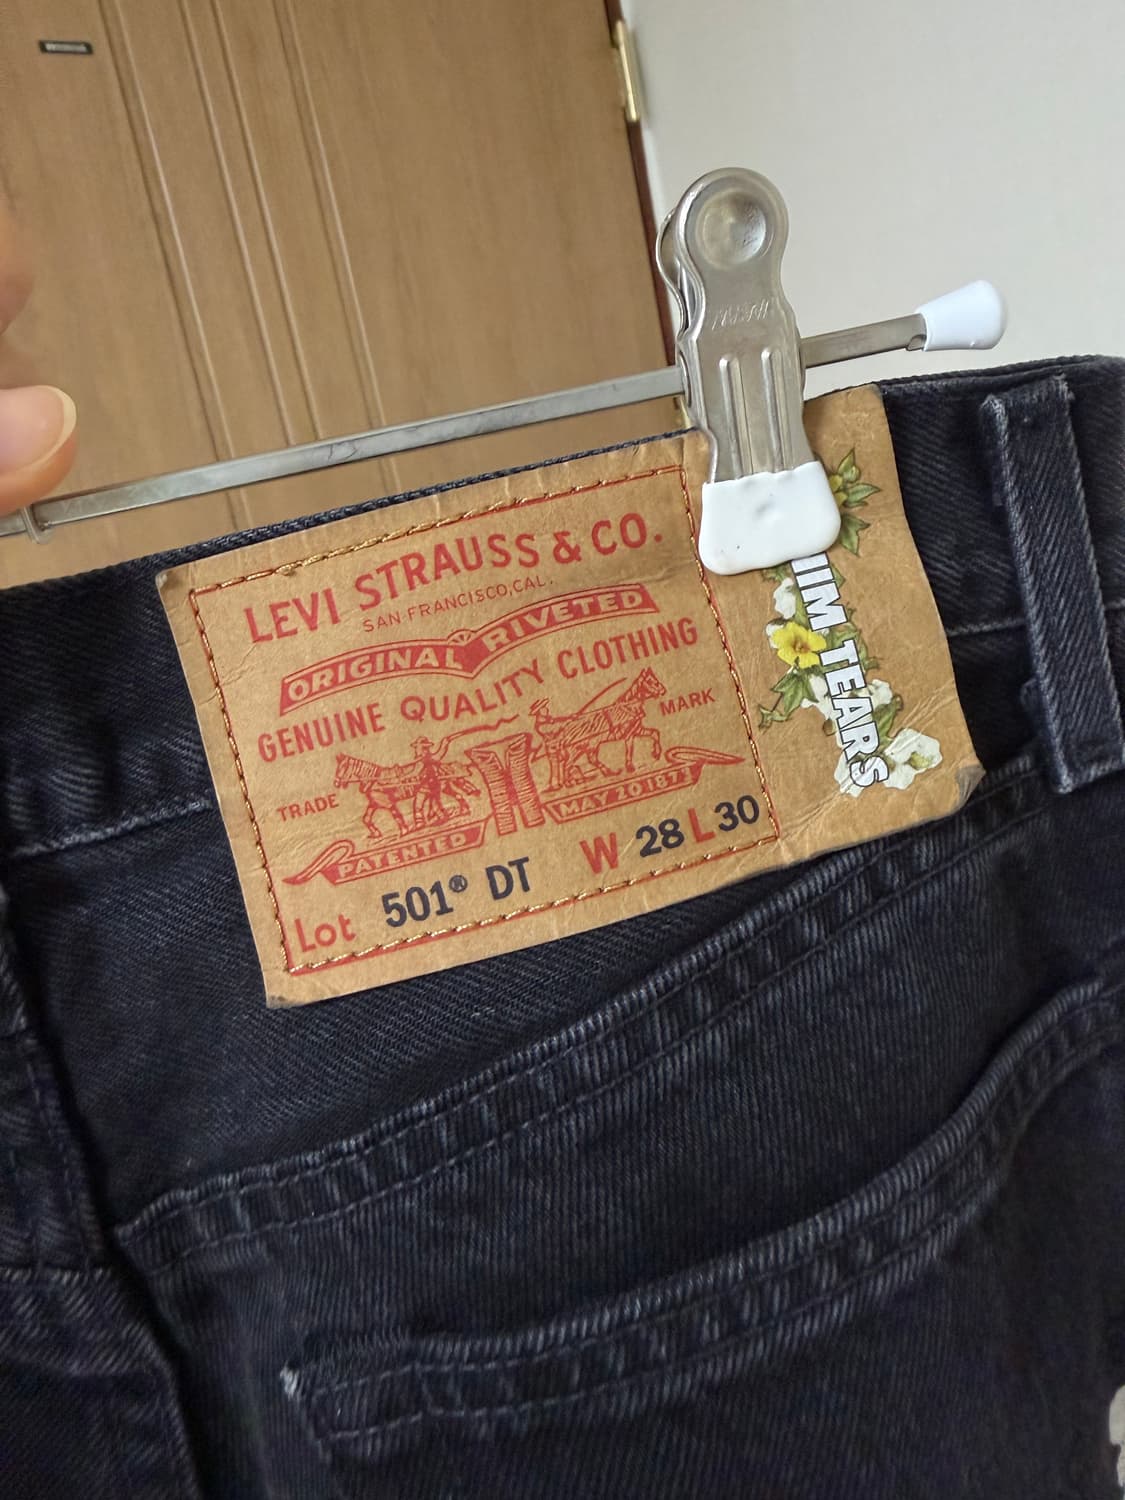 LEVI STRAUSS & CO.
SAN FRANCISCO, CAL.
ORIGINAL RIVETED
GENUINE QUALITY CLOTHING
TRADE MARK
PATENTED MAY 20 1873
Lot 501® DT W 28 L 30
TEARS